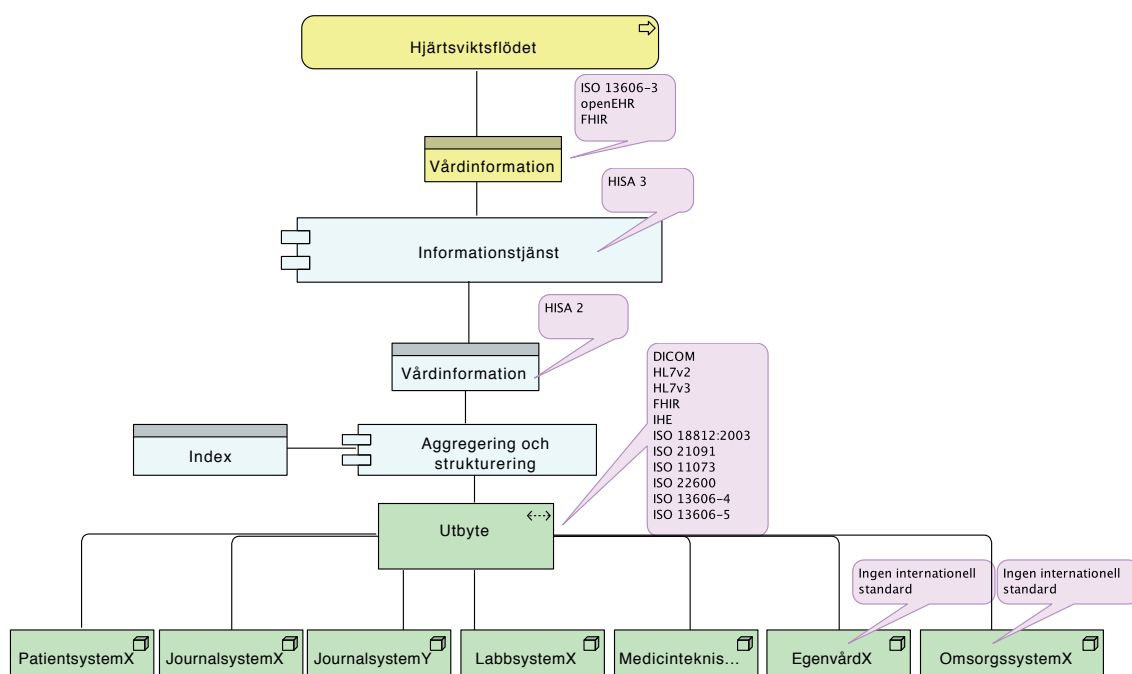 Hjärtsviktsflödet
ISO 13606-3
openEHR
FHIR
Vårdinformation
HISA 3
Informationstjänst
HISA 2
Vårdinformation
DICOM
HL7v2
HL7v3
FHIR
IHE
ISO 18812:2003
ISO 21091
ISO 11073
ISO 22600
ISO 13606-4
ISO 13606-5
Index
Aggregering och
strukturering
Utbyte
Ingen internationell
standard
Ingen internationell
standard
PatientsystemX
JournalsystemX
JournalsystemY
LabbsystemX
Medicinteknis...
EgenvårdX
OmsorgssystemX